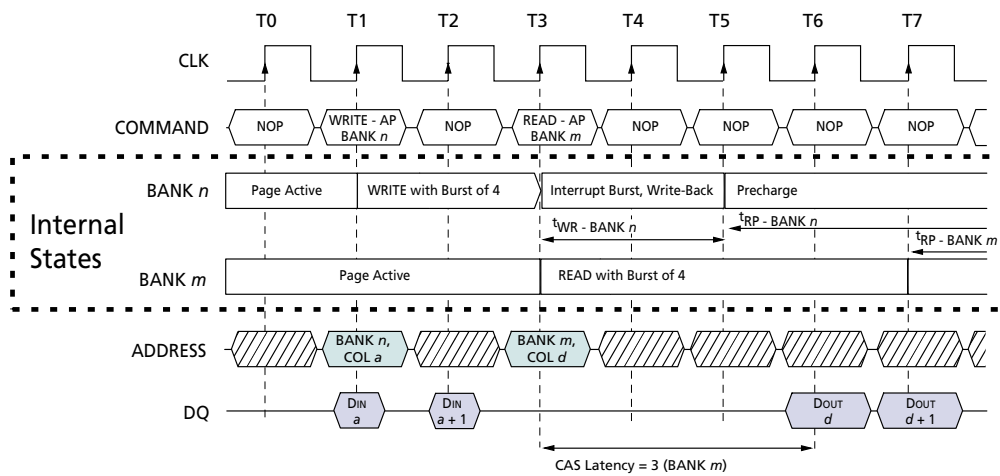 T0 T1 T2 T3 T4 T5 T6 T7
CLK
COMMAND
NOP
WRITE - AP
BANK n
NOP
READ - AP
BANK m
NOP
NOP
NOP
NOP
Internal
States
BANK n
Page Active
WRITE with Burst of 4
Interrupt Burst, Write-Back
Precharge
tWR - BANK n
tRP - BANK n
tRP - BANK m
BANK m
Page Active
READ with Burst of 4
ADDRESS
BANK n,
COL a
BANK m,
COL d
DQ
DIN
a
DIN
a + 1
DOUT
d
DOUT
d + 1
CAS Latency = 3 (BANK m)